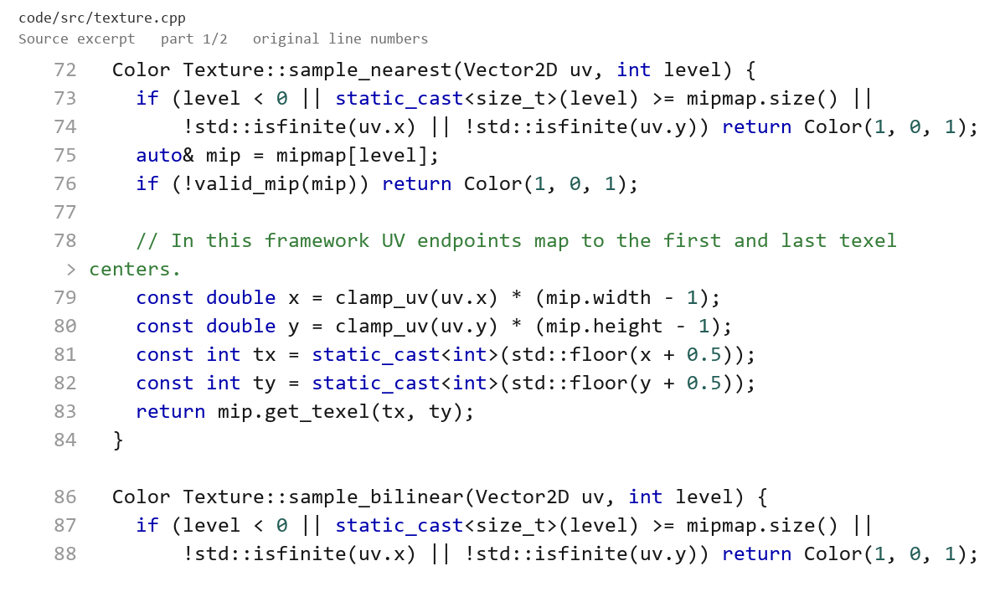 code/src/texture.cpp
Source excerpt   part 1/2   original line numbers
72   Color Texture::sample_nearest(Vector2D uv, int level) {
73     if (level < 0 || static_cast<size_t>(level) >= mipmap.size() ||
74         !std::isfinite(uv.x) || !std::isfinite(uv.y)) return Color(1, 0, 1);
75     auto& mip = mipmap[level];
76     if (!valid_mip(mip)) return Color(1, 0, 1);
77
78     // In this framework UV endpoints map to the first and last texel
> centers.
79     const double x = clamp_uv(uv.x) * (mip.width - 1);
80     const double y = clamp_uv(uv.y) * (mip.height - 1);
81     const int tx = static_cast<int>(std::floor(x + 0.5));
82     const int ty = static_cast<int>(std::floor(y + 0.5));
83     return mip.get_texel(tx, ty);
84   }
86   Color Texture::sample_bilinear(Vector2D uv, int level) {
87     if (level < 0 || static_cast<size_t>(level) >= mipmap.size() ||
88         !std::isfinite(uv.x) || !std::isfinite(uv.y)) return Color(1, 0, 1);